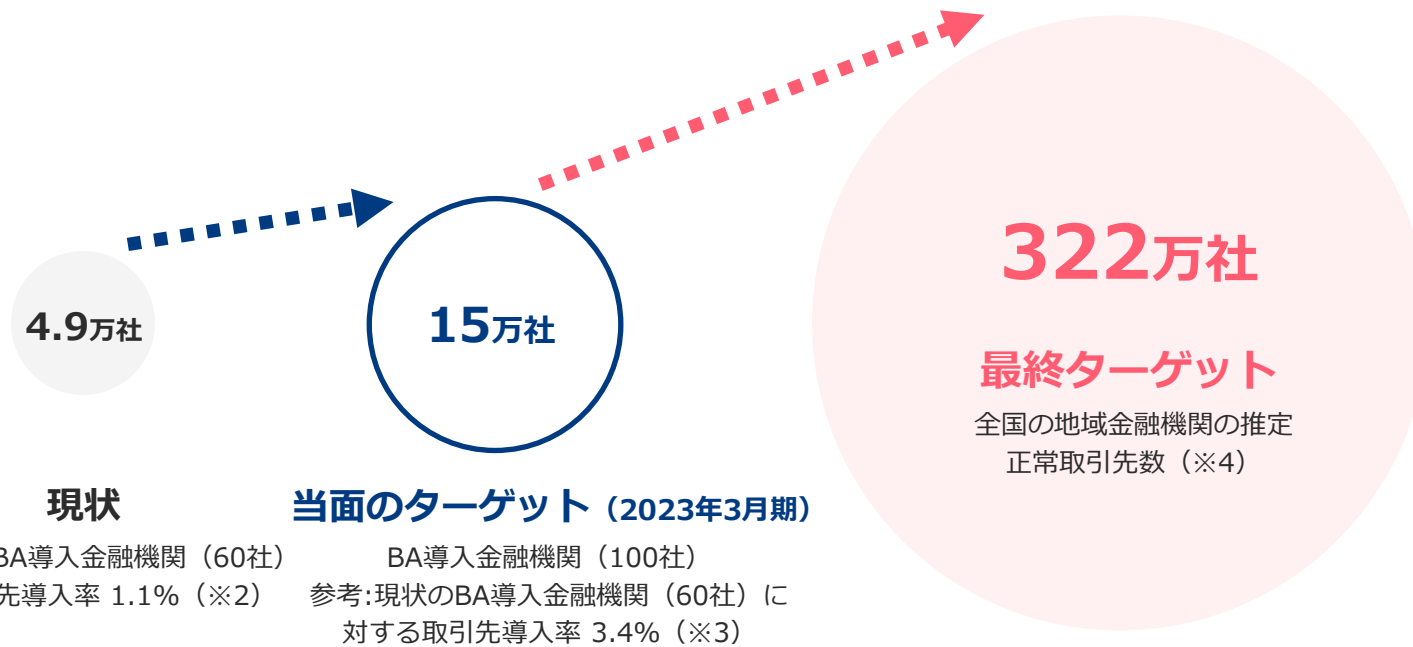 4.9万社
現状
BA導入金融機関（60社）
先導入率 1.1%（※2）
15万社
当面のターゲット（2023年3月期）
BA導入金融機関（100社）
参考:現状のBA導入金融機関（60社）に
対する取引先導入率 3.4%（※3）
322万社
最終ターゲット
全国の地域金融機関の推定
正常取引先数（※4）